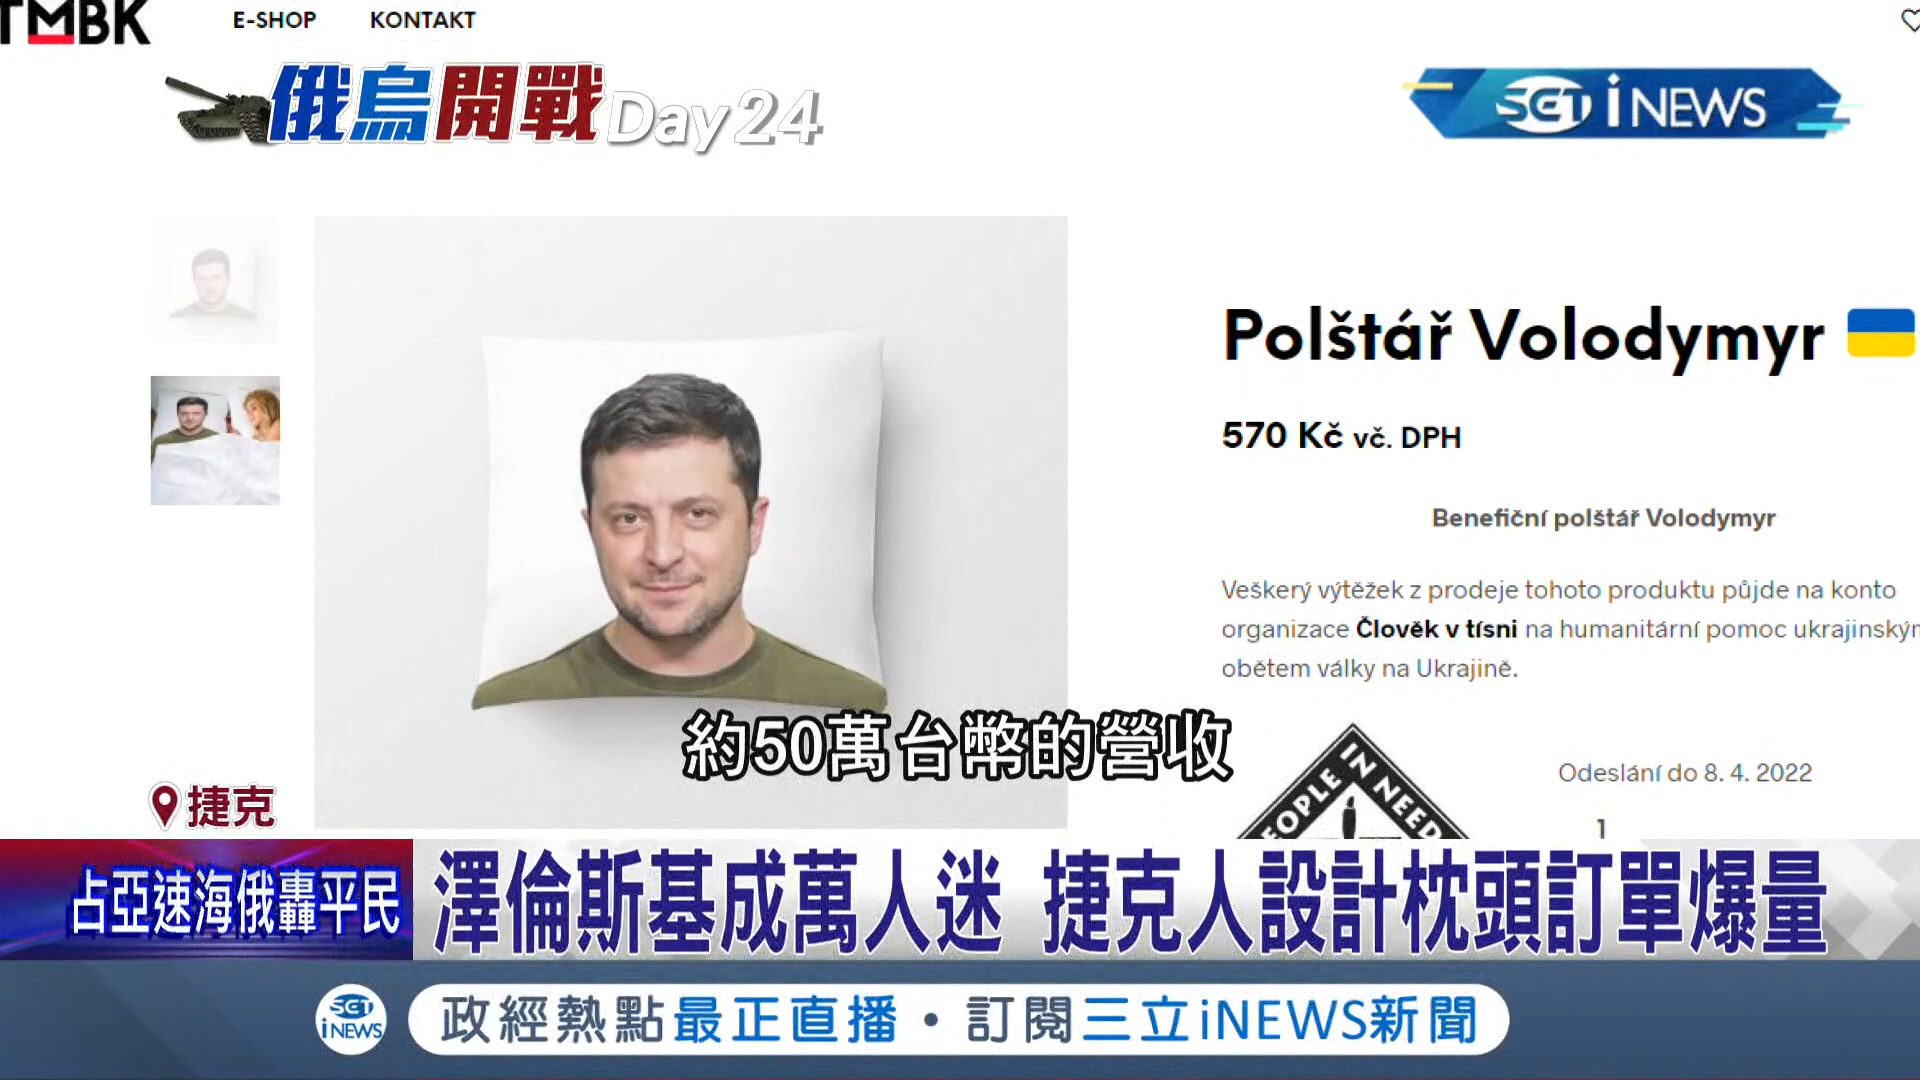 TMBK
E-SHOP
KONTAKT
俄烏開戰Day24
SET iNEWS
Polštář Volodymyr
570 Kč vč. DPH
Benefiční polštář Volodymyr
Veškerý výtěžek z prodeje tohoto produktu půjde na konto
organizace Člověk v tísni na humanitární pomoc ukrajinským
obětem války na Ukrajině.
約50萬台幣的營收
PEOPLE IN NEED
Odeslání do 8. 4. 2022
1
捷克
占亞速海俄轟平民
澤倫斯基成萬人迷 捷克人設計枕頭訂單爆量
SET iNEWS
政經熱點最正直播・訂閱三立iNEWS新聞